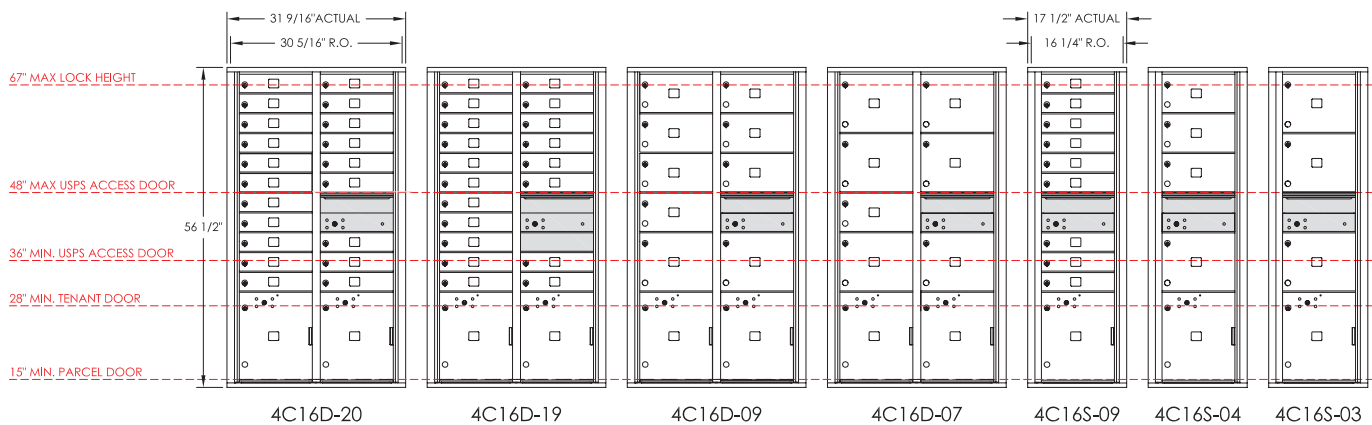 31 9/16"ACTUAL
30 5/16" R.O.
17 1/2" ACTUAL
16 1/4" R.O.
67" MAX LOCK HEIGHT
48" MAX USPS ACCESS DOOR
56 1/2"
36" MIN. USPS ACCESS DOOR
28" MIN. TENANT DOOR
15" MIN. PARCEL DOOR
4C16D-20
4C16D-19
4C16D-09
4C16D-07
4C16S-09
4C16S-04
4C16S-03